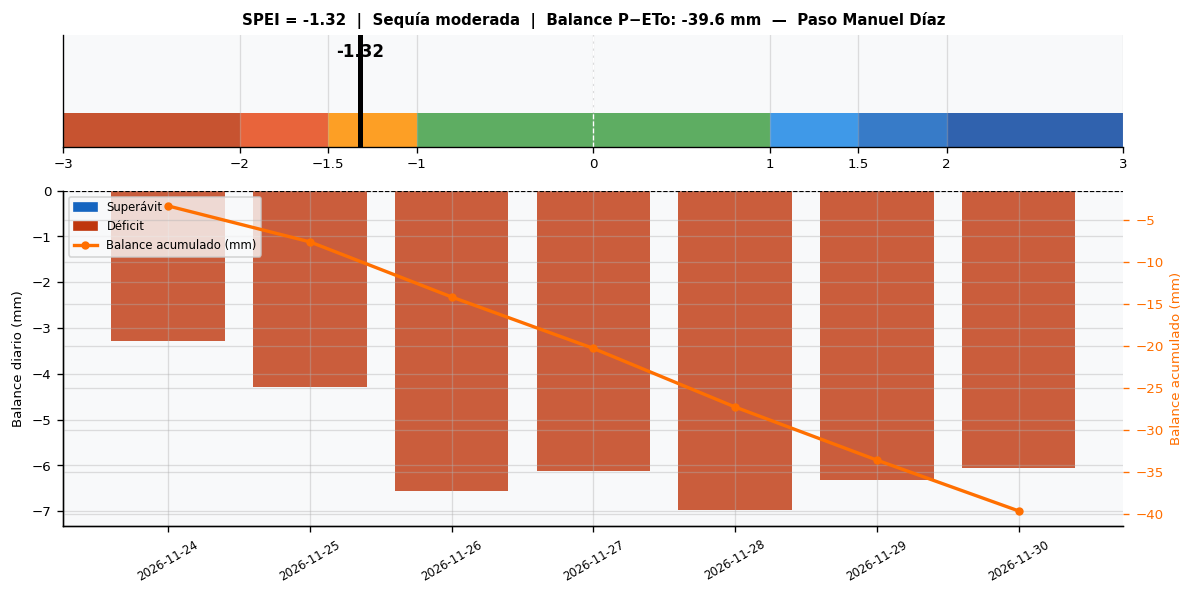 SPEI = -1.32  |  Sequía moderada  |  Balance P−ETo: -39.6 mm  —  Paso Manuel Díaz
-1.32
−3 −2 −1.5 −1 0 1 1.5 2 3
Superávit
Déficit
Balance acumulado (mm)
Balance diario (mm)
0
−1
−2
−3
−4
−5
−6
−7
−5
−10
−15
−20
−25
−30
−35
−40
Balance acumulado (mm)
2026-11-24 2026-11-25 2026-11-26 2026-11-27 2026-11-28 2026-11-29 2026-11-30